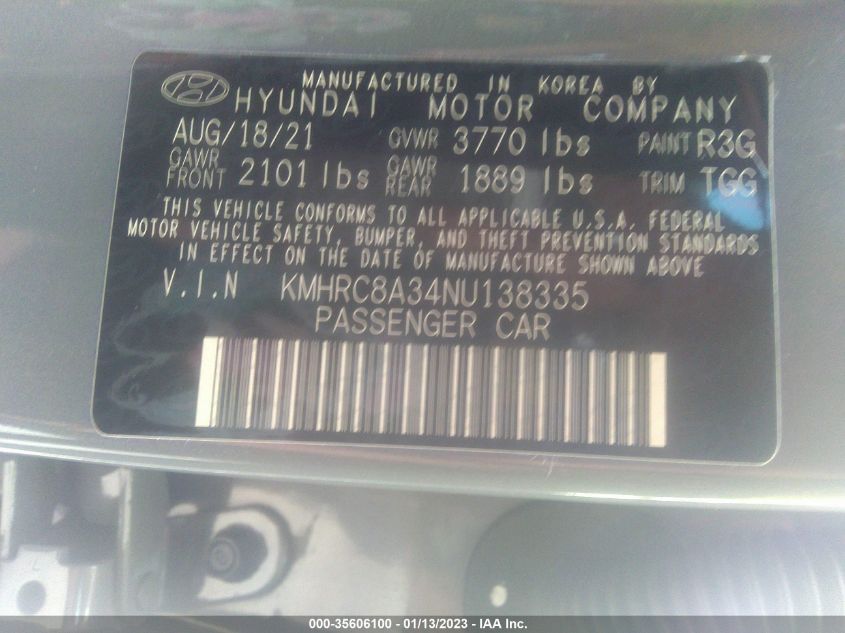 MANUFACTURED IN KOREA BY
HYUNDAI MOTOR COMPANY
AUG/18/21 GVWR 3770 lbs PAINT R3G
GAWR FRONT 2101 lbs GAWR REAR 1889 lbs TRIM TGG
THIS VEHICLE CONFORMS TO ALL APPLICABLE U.S.A. FEDERAL
MOTOR VEHICLE SAFETY, BUMPER, AND THEFT PREVENTION STANDARDS
IN EFFECT ON THE DATE OF MANUFACTURE SHOWN ABOVE
V.I.N KMHRC8A34NU138335
PASSENGER CAR
L
000-35606100 - 01/13/2023 - IAA Inc.